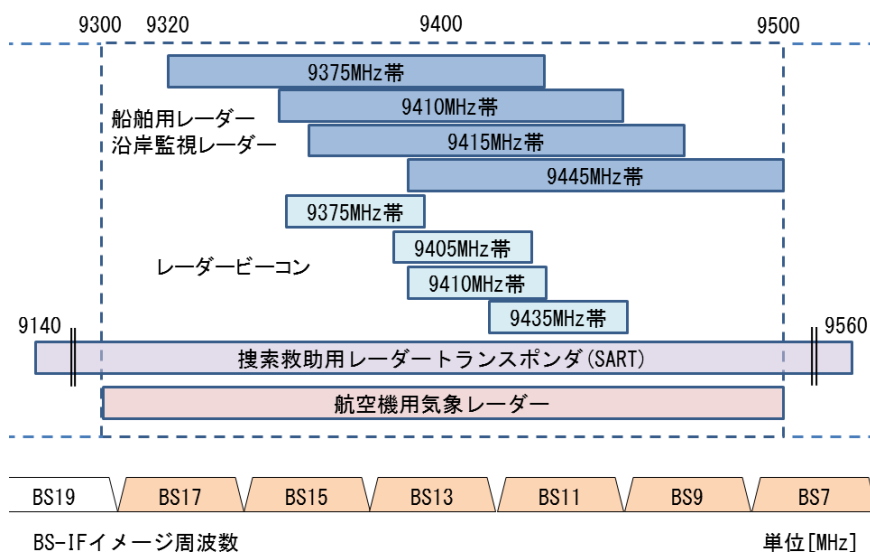 9300 9320 9400 9500
9375MHz帯
9410MHz帯
船舶用レーダー
沿岸監視レーダー
9415MHz帯
9445MHz帯
9375MHz帯
9405MHz帯
レーダービーコン
9410MHz帯
9435MHz帯
9140 9560
捜索救助用レーダートランスポンダ(SART)
航空機用気象レーダー
BS19 BS17 BS15 BS13 BS11 BS9 BS7
BS-IFイメージ周波数 単位[MHz]